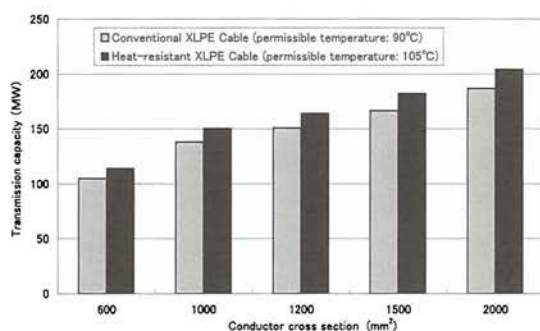 250
Conventional XLPE Cable (permissible temperature: 90°C)
Heat-resistant XLPE Cable (permissible temperature: 105°C)
200
150
100
50
0
Transmission capacity (MW)
600 1000 1200 1500 2000
Conductor cross section (mm²)